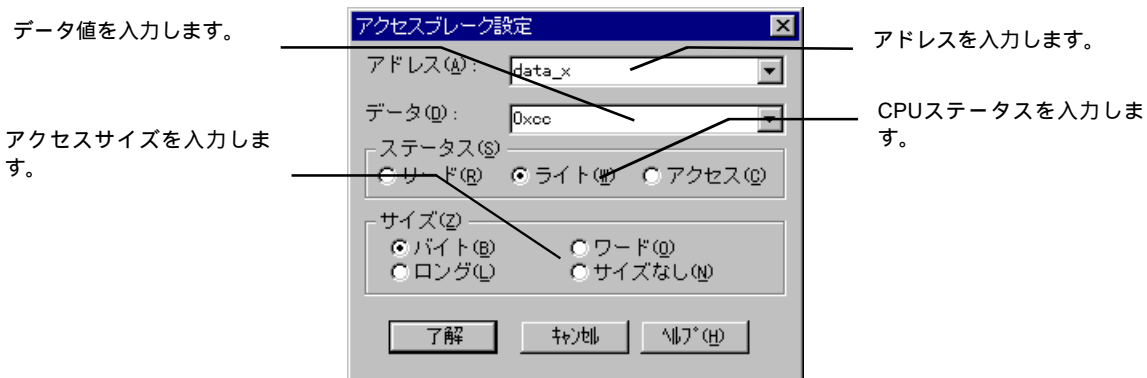 データ値を入力します。
アクセスサイズを入力しま
す。
アクセスブレーク設定
アドレス(A):
data_x
データ(D):
0xcc
ステータス(S)
リード(R) ライト(W) アクセス(C)
サイズ(Z)
バイト(B) ワード(O)
ロング(L) サイズなし(N)
了解 ｷｬﾝｾﾙ ﾍﾙﾌﾟ(H)
アドレスを入力します。
CPUステータスを入力しま
す。